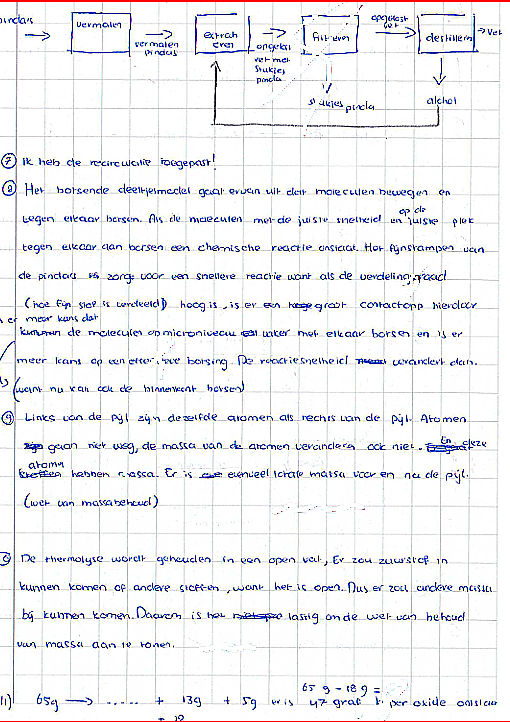 pinda's
vermalen
vermalen pindas
extraheren
ongelost vet met stukjes pinda
filtreren
stukjes pinda
opgelost vet
destilleren
vet
alchol
7 Ik heb de recirculatie toegepast!
8 Het botsende deeltjesmodel gaat ervan uit dat moleculen bewegen en
tegen elkaar botsen. Als de moleculen met de juiste snelheid en op de juiste plek
tegen elkaar aan botsen een chemische reactie ontstaat. Het fijnstampen van
de pindas zorgt voor een snellere reactie want als de verdelingsgraad
(hoe fijn stof is verdeeld) hoog is, is er een groot contactopp hierdoor
er meer kans dat
de moleculen op microniveau vaker met elkaar botsen en is er
meer kans op een effectieve botsing. De reactiesnelheid verandert dan.
(want nu kan ook de binnenkant botsen)
9 Links van de pijl zijn dezelfde atomen als rechts van de pijl. Atomen
gaan niet weg, de massa van de atomen veranderen ook niet. En deze
atomen hebben massa. Er is evenveel totale massa voor en na de pijl.
(wet van massabehoud)
De thermolyse wordt gehouden in een open vat, Er zou zuurstof in
kunnen komen of andere stoffen, want het is open. Dus er zou andere massa
bij kunnen komen. Daarom is het lastig om de wet van behoud
van massa aan te tonen.
65 g - 18 g =
11) 65g → ..... + 13g + 5g er is 47 gram per oxide ontstaan